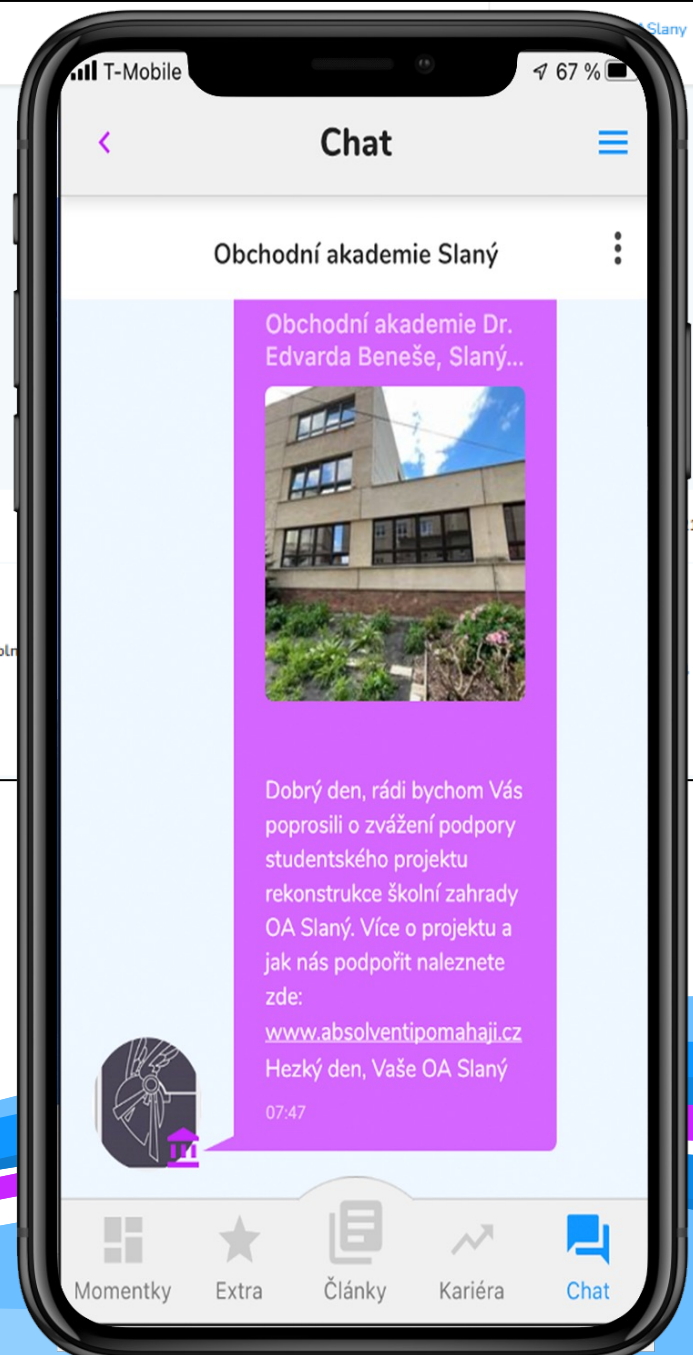 Slany
T-Mobile
67 %
Chat
Obchodní akademie Slaný
Obchodní akademie Dr.
Edvarda Beneše, Slaný...
Dobrý den, rádi bychom Vás
poprosili o zvážení podpory
studentského projektu
rekonstrukce školní zahrady
OA Slaný. Více o projektu a
jak nás podpořit naleznete
zde:
www.absolventipomahaji.cz
Hezký den, Vaše OA Slaný
07:47
Momentky Extra Články Kariéra Chat